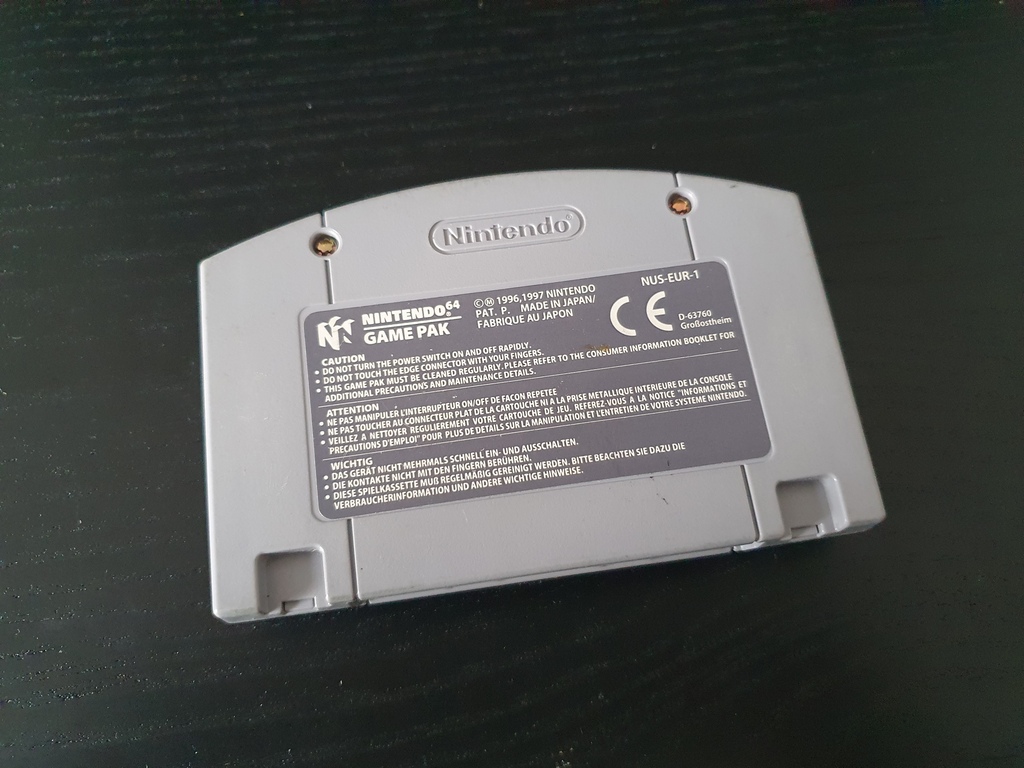 Nintendo®
NUS-EUR-1
NINTENDO64
GAME PAK
©Ⓜ 1996,1997 NINTENDO
PAT. P. MADE IN JAPAN/
FABRIQUE AU JAPON
CE
D-63760
Großostheim
CAUTION
• DO NOT TURN THE POWER SWITCH ON AND OFF RAPIDLY.
• DO NOT TOUCH THE EDGE CONNECTOR WITH YOUR FINGERS.
• THIS GAME PAK MUST BE CLEANED REGULARLY. PLEASE REFER TO THE CONSUMER INFORMATION BOOKLET FOR
ADDITIONAL PRECAUTIONS AND MAINTENANCE DETAILS.
ATTENTION
• NE PAS MANIPULER L'INTERRUPTEUR ON/OFF DE FACON REPETEE
• NE PAS TOUCHER AU CONNECTEUR PLAT DE LA CARTOUCHE NI A LA PRISE METALLIQUE INTERIEURE DE LA CONSOLE
• VEILLEZ A NETTOYER REGULIEREMENT VOTRE CARTOUCHE DE JEU. REFEREZ-VOUS A LA NOTICE "INFORMATIONS ET
PRECAUTIONS D'EMPLOI" POUR PLUS DE DETAILS SUR LA MANIPULATION ET L'ENTRETIEN DE VOTRE SYSTEME NINTENDO.
WICHTIG
• DAS GERÄT NICHT MEHRMALS SCHNELL EIN- UND AUSSCHALTEN.
• DIE KONTAKTE NICHT MIT DEN FINGERN BERÜHREN.
• DIESE SPIELKASSETTE MUß REGELMÄßIG GEREINIGT WERDEN. BITTE BEACHTEN SIE DAZU DIE
VERBRAUCHERINFORMATION UND ANDERE WICHTIGE HINWEISE.